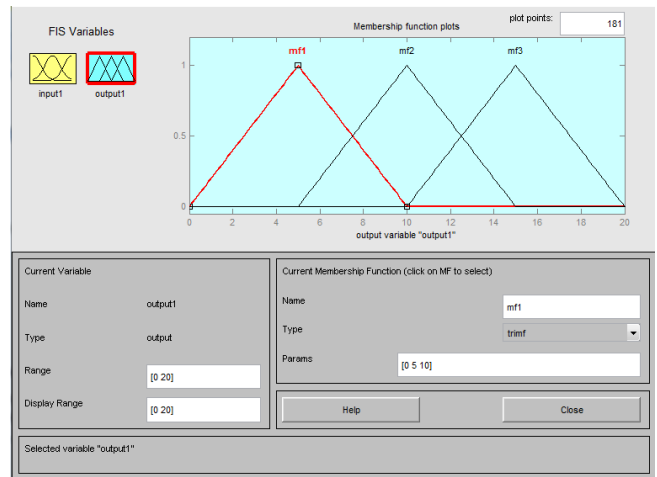 FIS Variables
Membership function plots
plot points:
181
input1
output1
mf1
mf2
mf3
1
0.5
0
0 2 4 6 8 10 12 14 16 18 20
output variable "output1"
Current Variable
Name output1
Type output
Range [0 20]
Display Range [0 20]
Current Membership Function (click on MF to select)
Name mf1
Type trimf
Params [0 5 10]
Help
Close
Selected variable "output1"